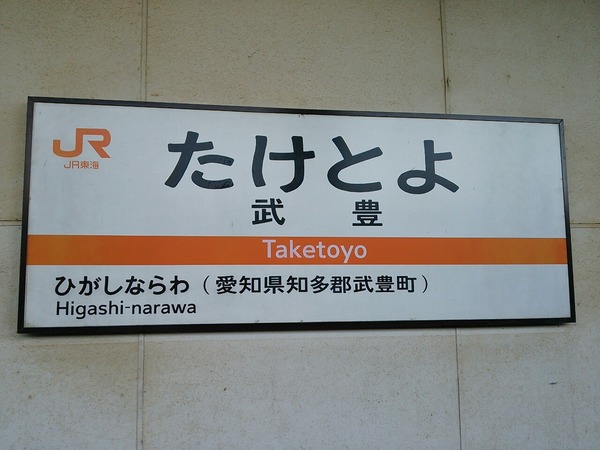 JR
JR東海
たけとよ
武豊
Taketoyo
ひがしならわ（愛知県知多郡武豊町）
Higashi-narawa